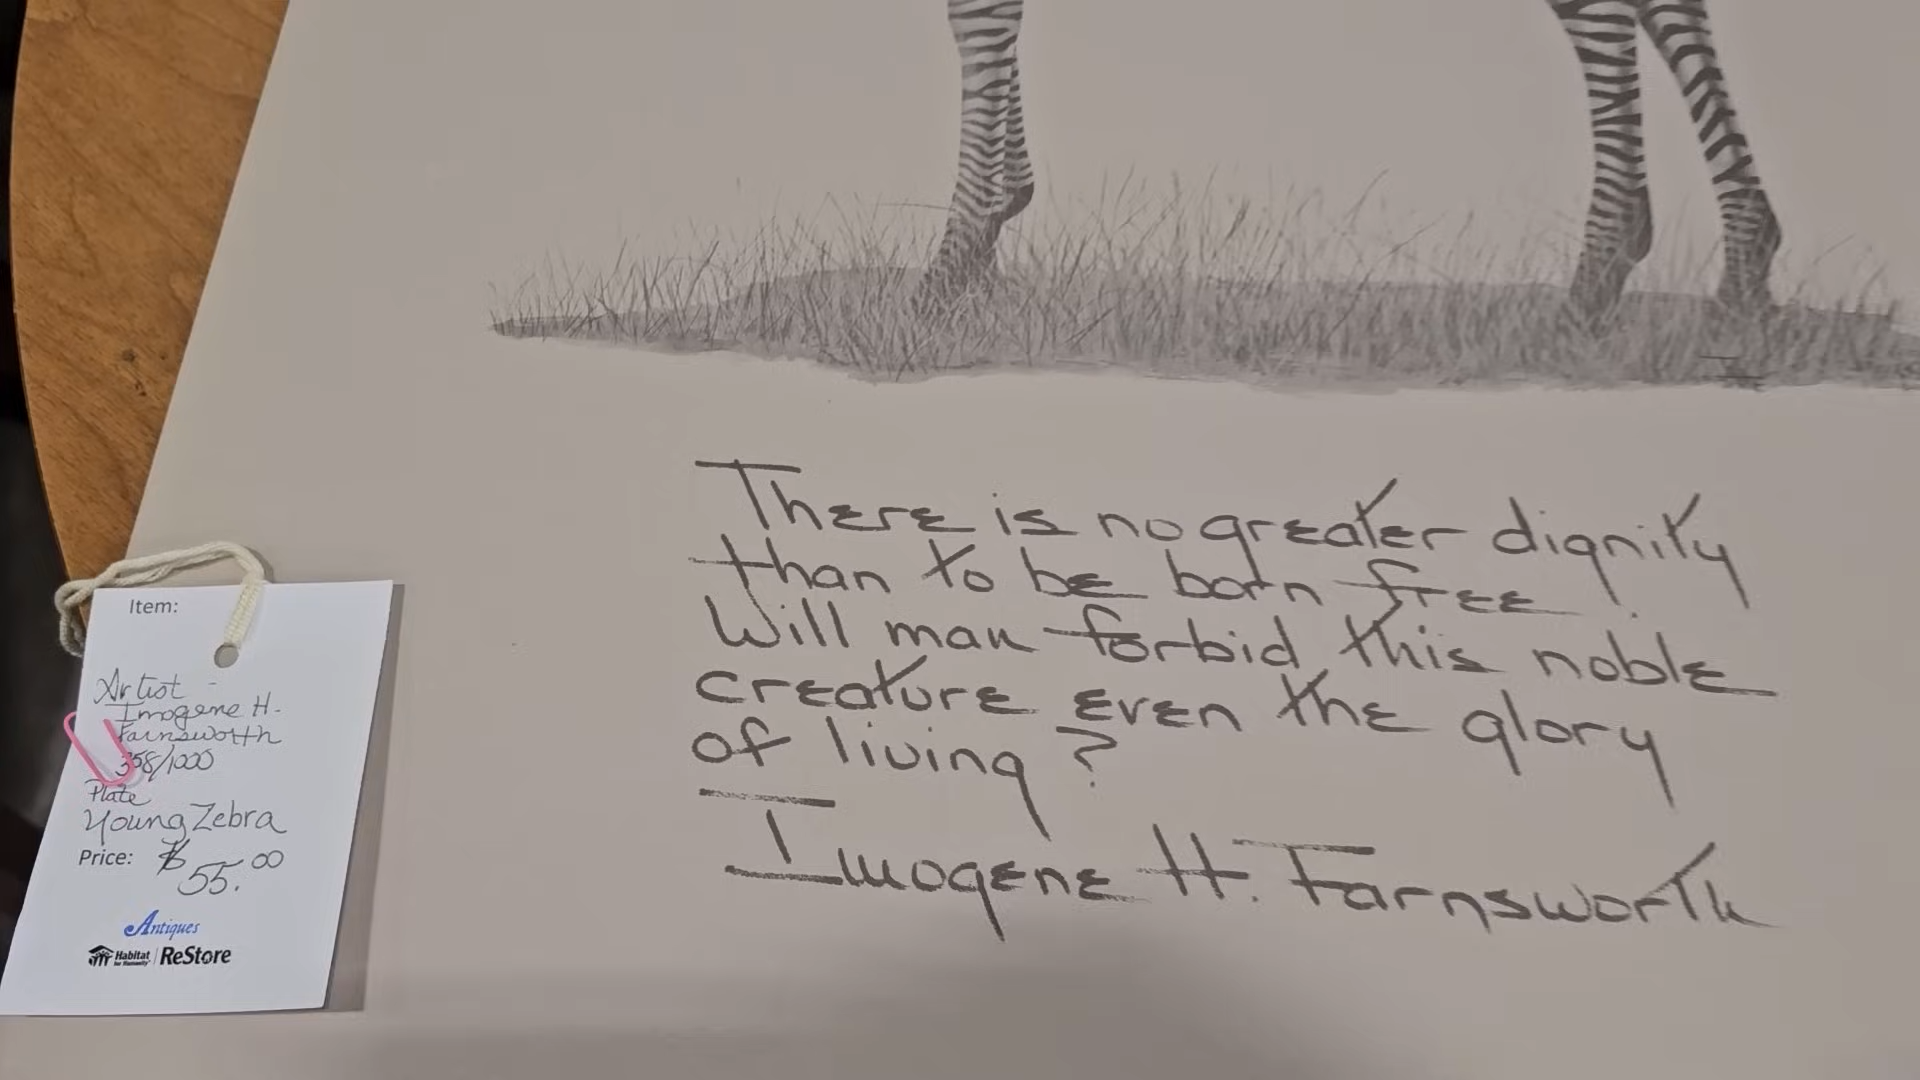 There is no greater dignity
than to be born free.
Will man forbid this noble
creature even the glory
of living?
Imogene H. Farnsworth
Item:
Artist -
Imogene H.
Farnsworth
358/1000
Plate
Young Zebra
Price: $55.00
Antiques
Habitat for Humanity | ReStore